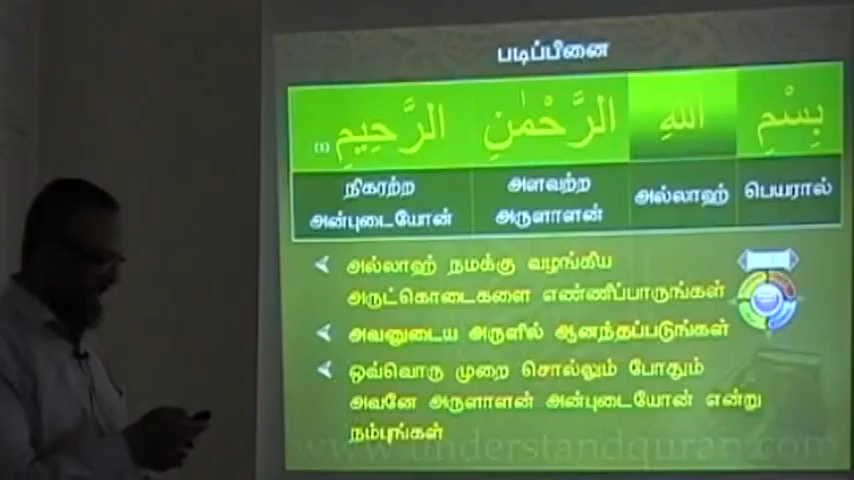 படிப்பினை
بِسْمِ اللهِ الرَّحْمٰنِ الرَّحِيمِ (1)
பெயரால் அல்லாஹ் அளவற்ற அருளாளன் நிகரற்ற அன்புடையோன்
அல்லாஹ் நமக்கு வழங்கிய
அருட்கொடைகளை எண்ணிப்பாருங்கள்
அவனுடைய அருளில் ஆனந்தப்படுங்கள்
ஒவ்வொரு முறை சொல்லும் போதும்
அவனே அருளாளன் அன்புடையோன் என்று
நம்புங்கள்
www.understandquran.com